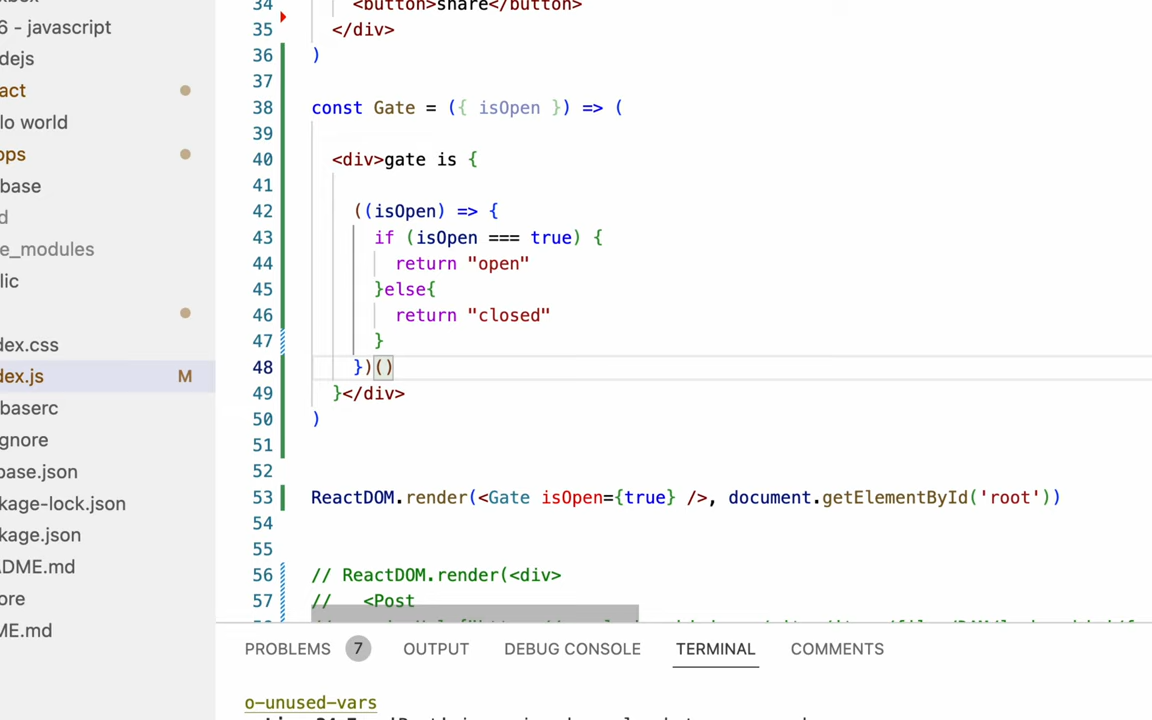 6 - javascript
dejs
act
lo world
ops
base
d
e_modules
lic
dex.css
dex.js M
baserc
gnore
base.json
kage-lock.json
kage.json
DME.md
ore
ME.md
34 <button>share</button>
35 </div>
36 )
37
38 const Gate = ({ isOpen }) => (
39
40 <div>gate is {
41
42 ((isOpen) => {
43 if (isOpen === true) {
44 return "open"
45 }else{
46 return "closed"
47 }
48 })()
49 }</div>
50 )
51
52
53 ReactDOM.render(<Gate isOpen={true} />, document.getElementById('root'))
54
55
56 // ReactDOM.render(<div>
57 // <Post
PROBLEMS 7 OUTPUT DEBUG CONSOLE TERMINAL COMMENTS
o-unused-vars